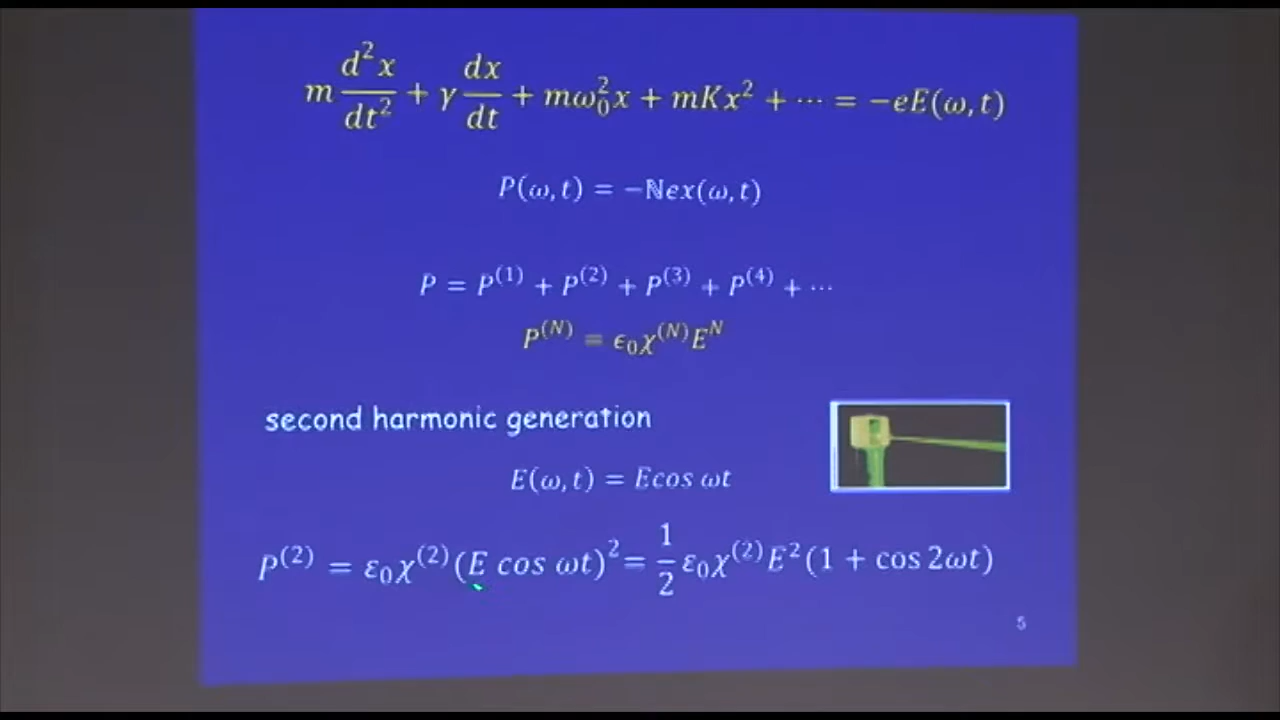 m d²x/dt² + γ dx/dt + mω₀²x + mKx² + ⋯ = −eE(ω, t)
P(ω, t) = −ℕex(ω, t)
P = P⁽¹⁾ + P⁽²⁾ + P⁽³⁾ + P⁽⁴⁾ + ⋯
P⁽ᴺ⁾ = ϵ₀χ⁽ᴺ⁾Eᴺ
second harmonic generation
E(ω, t) = Ecos ωt
P⁽²⁾ = ε₀χ⁽²⁾(E cos ωt)² = 1/2 ε₀χ⁽²⁾E²(1 + cos 2ωt)
5